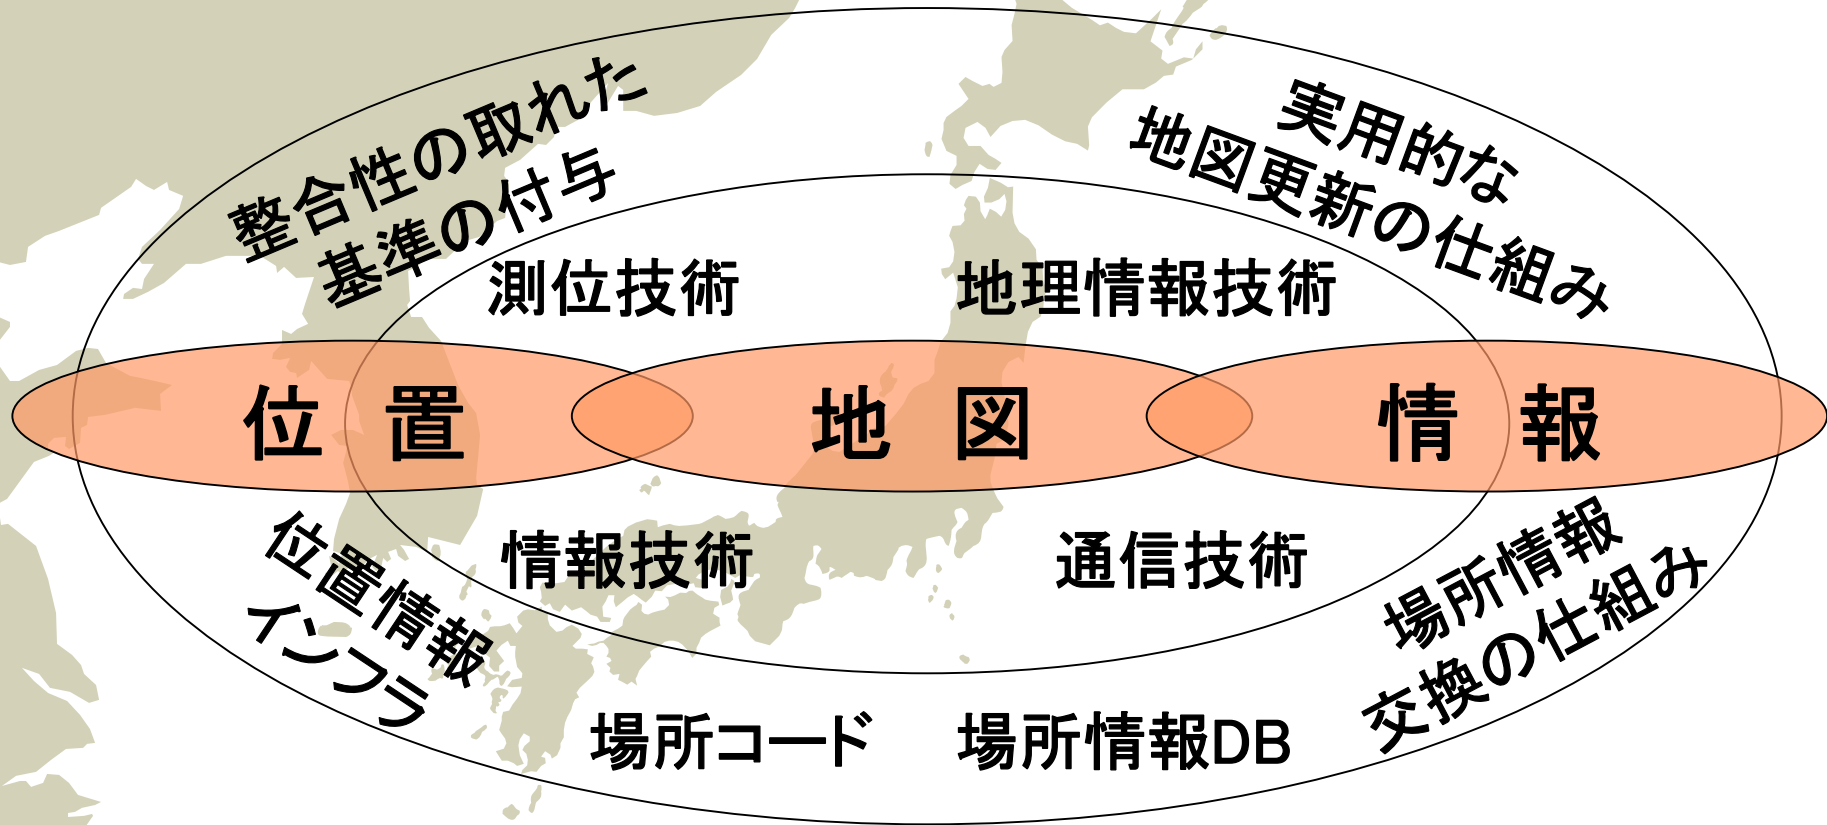 整合性の取れた
基準の付与
実用的な
地図更新の仕組み
測位技術
地理情報技術
位置
地図
情報
情報技術
通信技術
位置情報
インフラ
場所情報
交換の仕組み
場所コード
場所情報DB